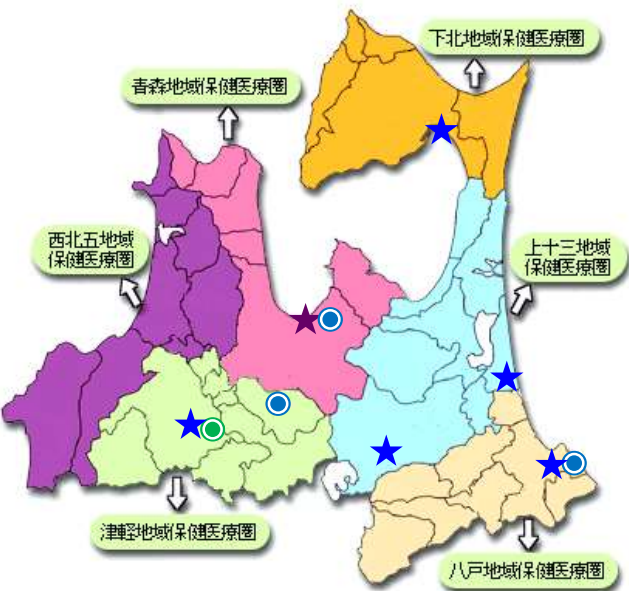 下北地域保健医療圏
青森地域保健医療圏
西北五地域
保健医療圏
上十三地域
保健医療圏
津軽地域保健医療圏
八戸地域保健医療圏